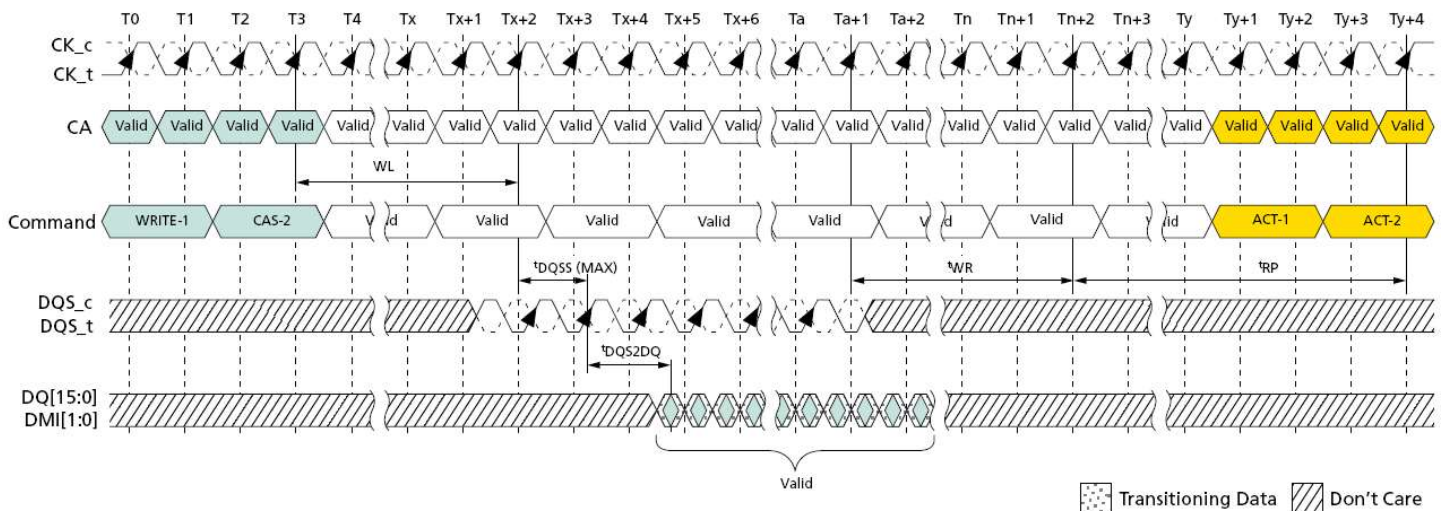 T0 T1 T2 T3 T4 Tx Tx+1 Tx+2 Tx+3 Tx+4 Tx+5 Tx+6 Ta Ta+1 Ta+2 Tn Tn+1 Tn+2 Tn+3 Ty Ty+1 Ty+2 Ty+3 Ty+4
CK_c
CK_t
CA Valid Valid Valid Valid Valid Valid Valid Valid Valid Valid Valid Valid Valid Valid Valid Valid Valid Valid Valid Valid Valid Valid Valid Valid
WL
Command WRITE-1 CAS-2 Valid Valid Valid Valid Valid Valid Valid Valid ACT-1 ACT-2
tDQSS (MAX) tWR tRP
DQS_c
DQS_t
tDQS2DQ
DQ[15:0]
DMI[1:0]
Valid
Transitioning Data Don't Care